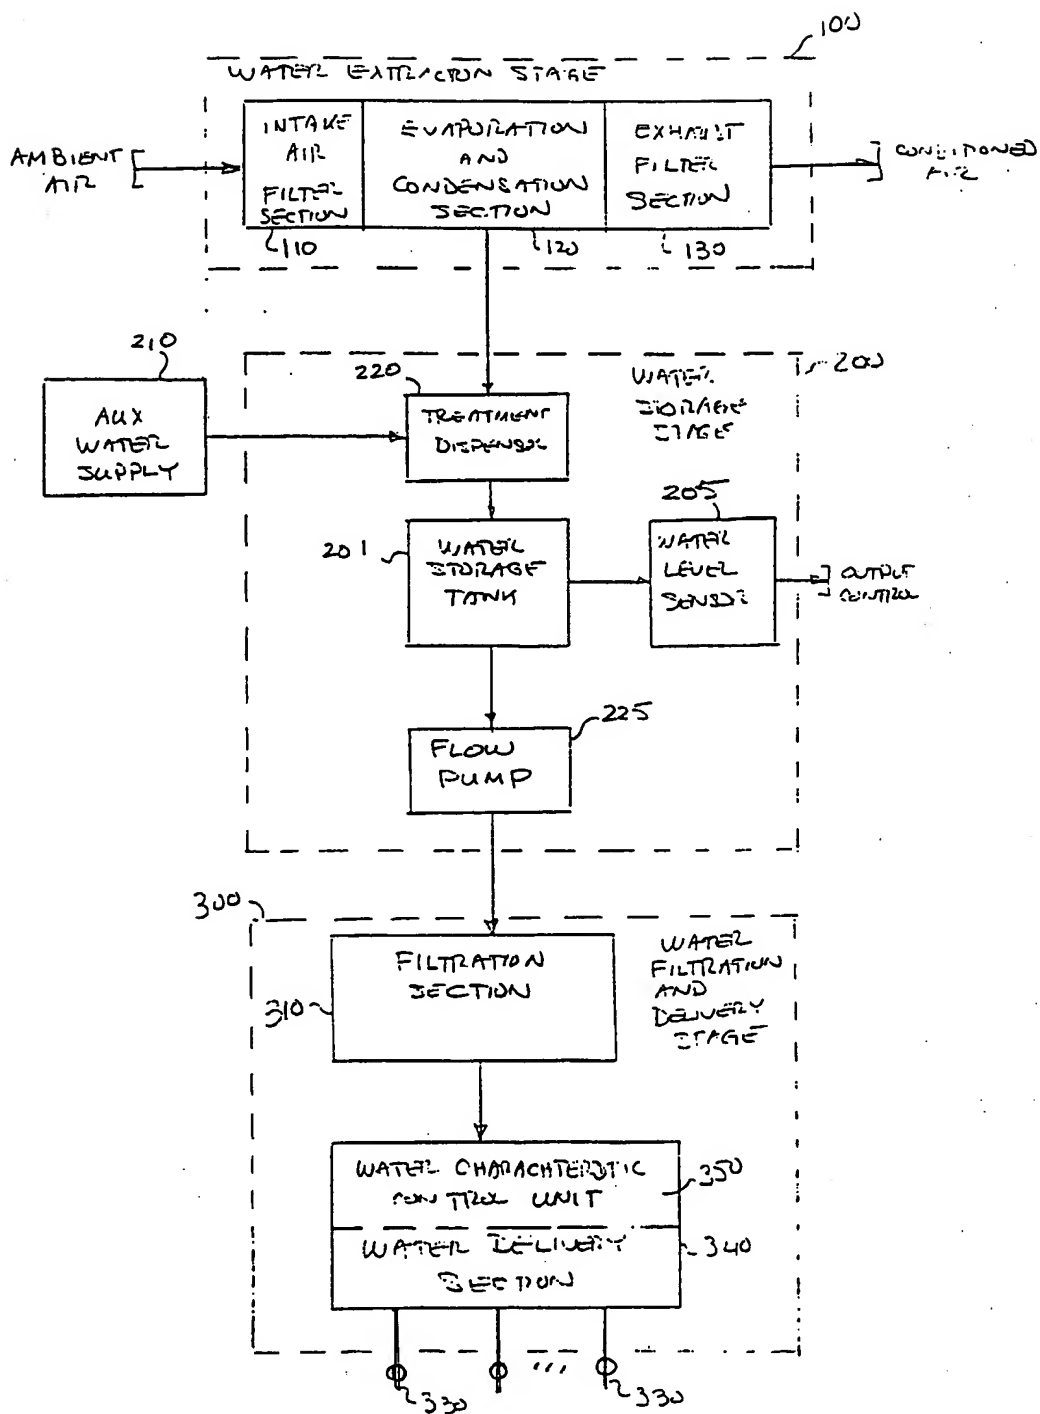 100
WATER EXTRACTION STAGE
AMBIENT
AIR
INTAKE
AIR
FILTER
SECTION
110
EVAPORATION
AND
CONDENSATION
SECTION
120
EXHAUST
FILTER
SECTION
130
CONDITIONED
AIR
210
AUX
WATER
SUPPLY
220
TREATMENT
DISPENSOR
WATER
STORAGE
STAGE
200
201
WATER
STORAGE
TANK
205
WATER
LEVEL
SENSOR
OUTPUT
CONTROL
225
FLOW
PUMP
300
FILTRATION
SECTION
310
WATER
FILTRATION
AND
DELIVERY
STAGE
WATER CHARACHTERISTIC
CONTROL UNIT
350
WATER DELIVERY
SECTION
340
...
330
330